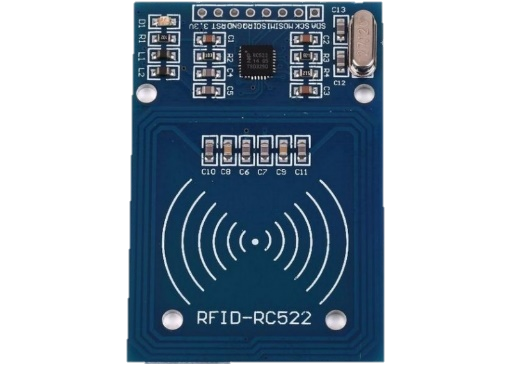 D1
R1
L1
L2
3.3V RST GND IRQ MISO MOSI SCK SDA
C1
R2
C4
C5
C2
R3
C3
C13
C12
C10 C8 C6 C7 C9 C11
RFID-RC522